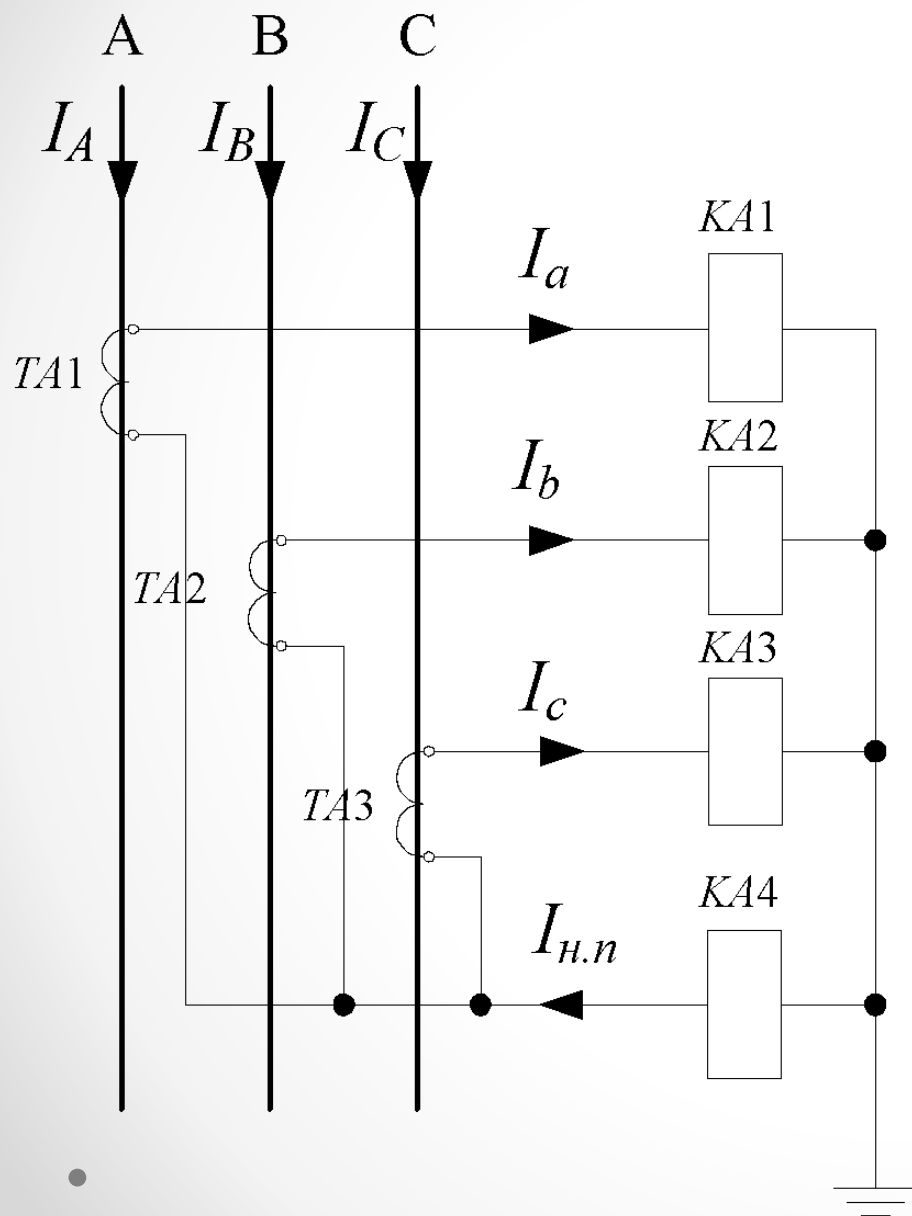 A B C
I_A I_B I_C
KA1
I_a
TA1
KA2
I_b
TA2
KA3
I_c
TA3
KA4
I_н.п